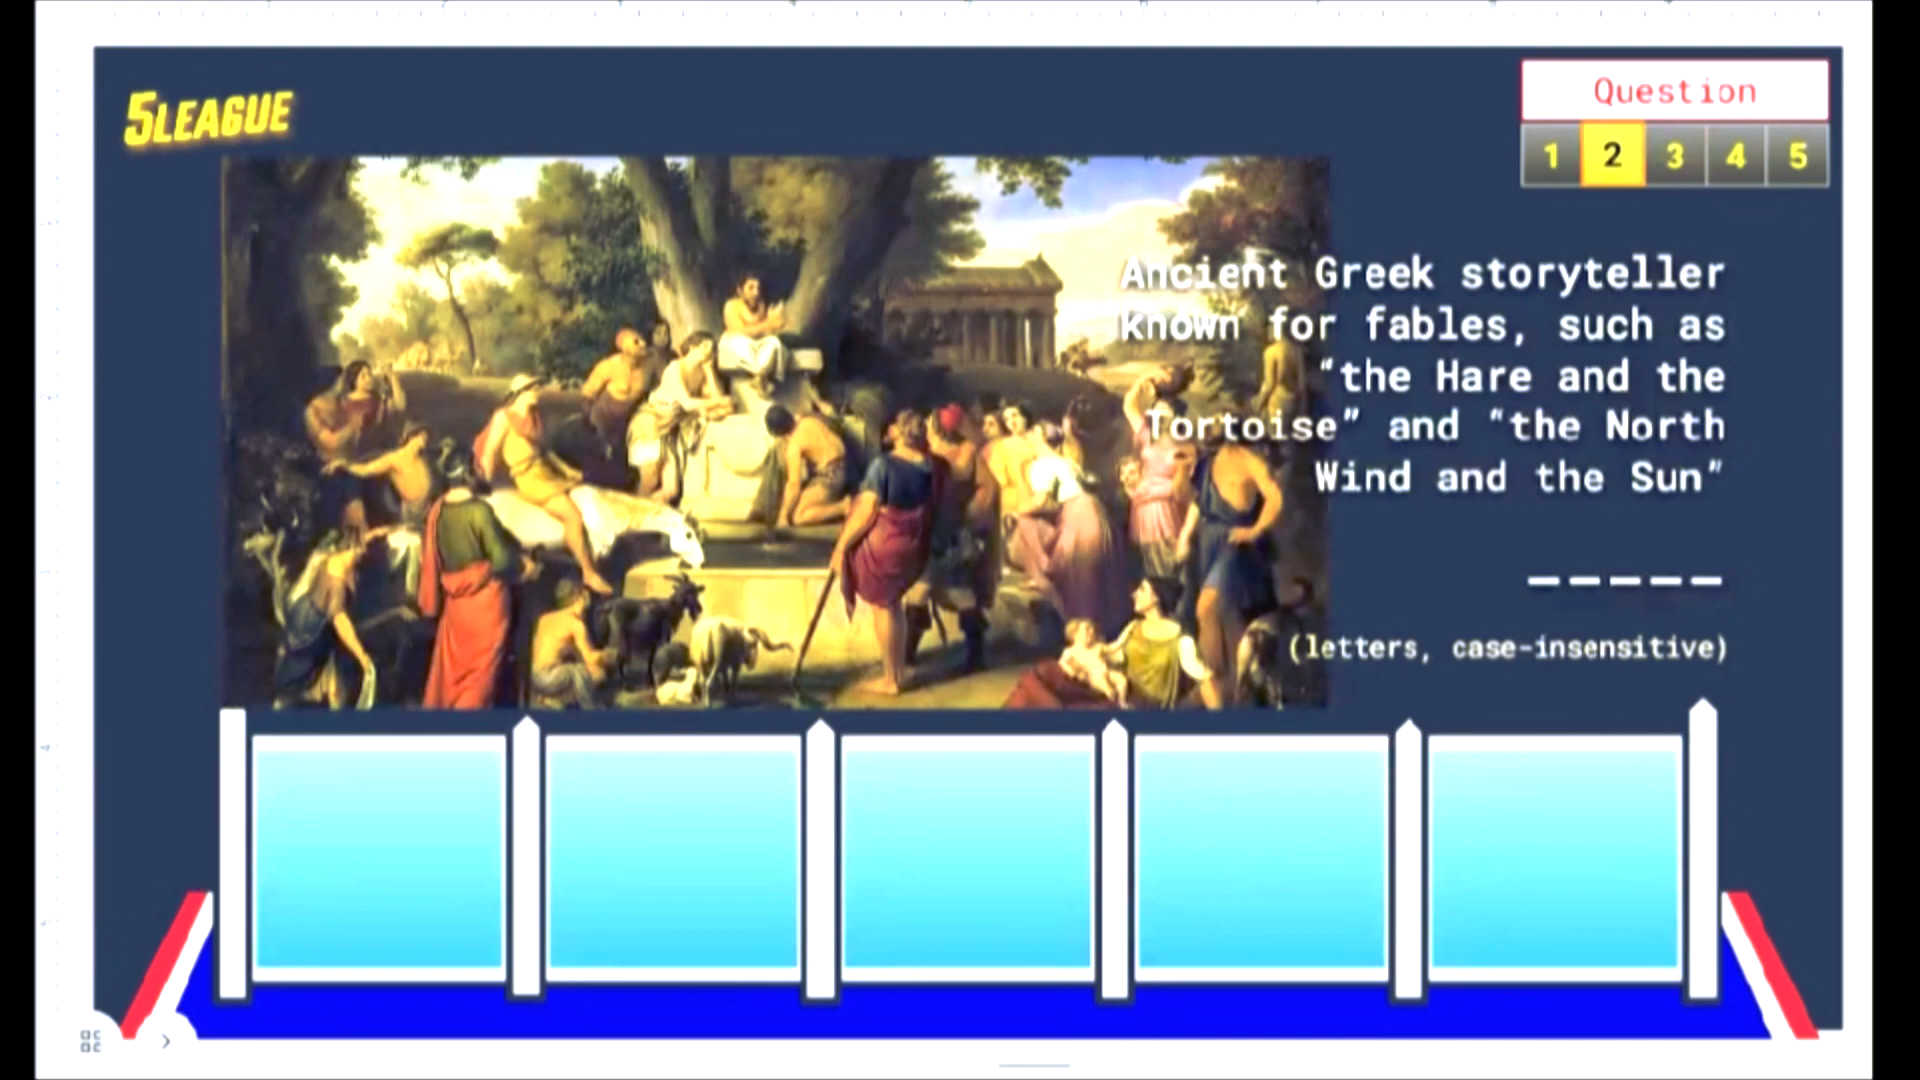 5LEAGUE
Question
1 2 3 4 5
Ancient Greek storyteller
known for fables, such as
“the Hare and the
Tortoise” and “the North
Wind and the Sun”
_____
(letters, case-insensitive)